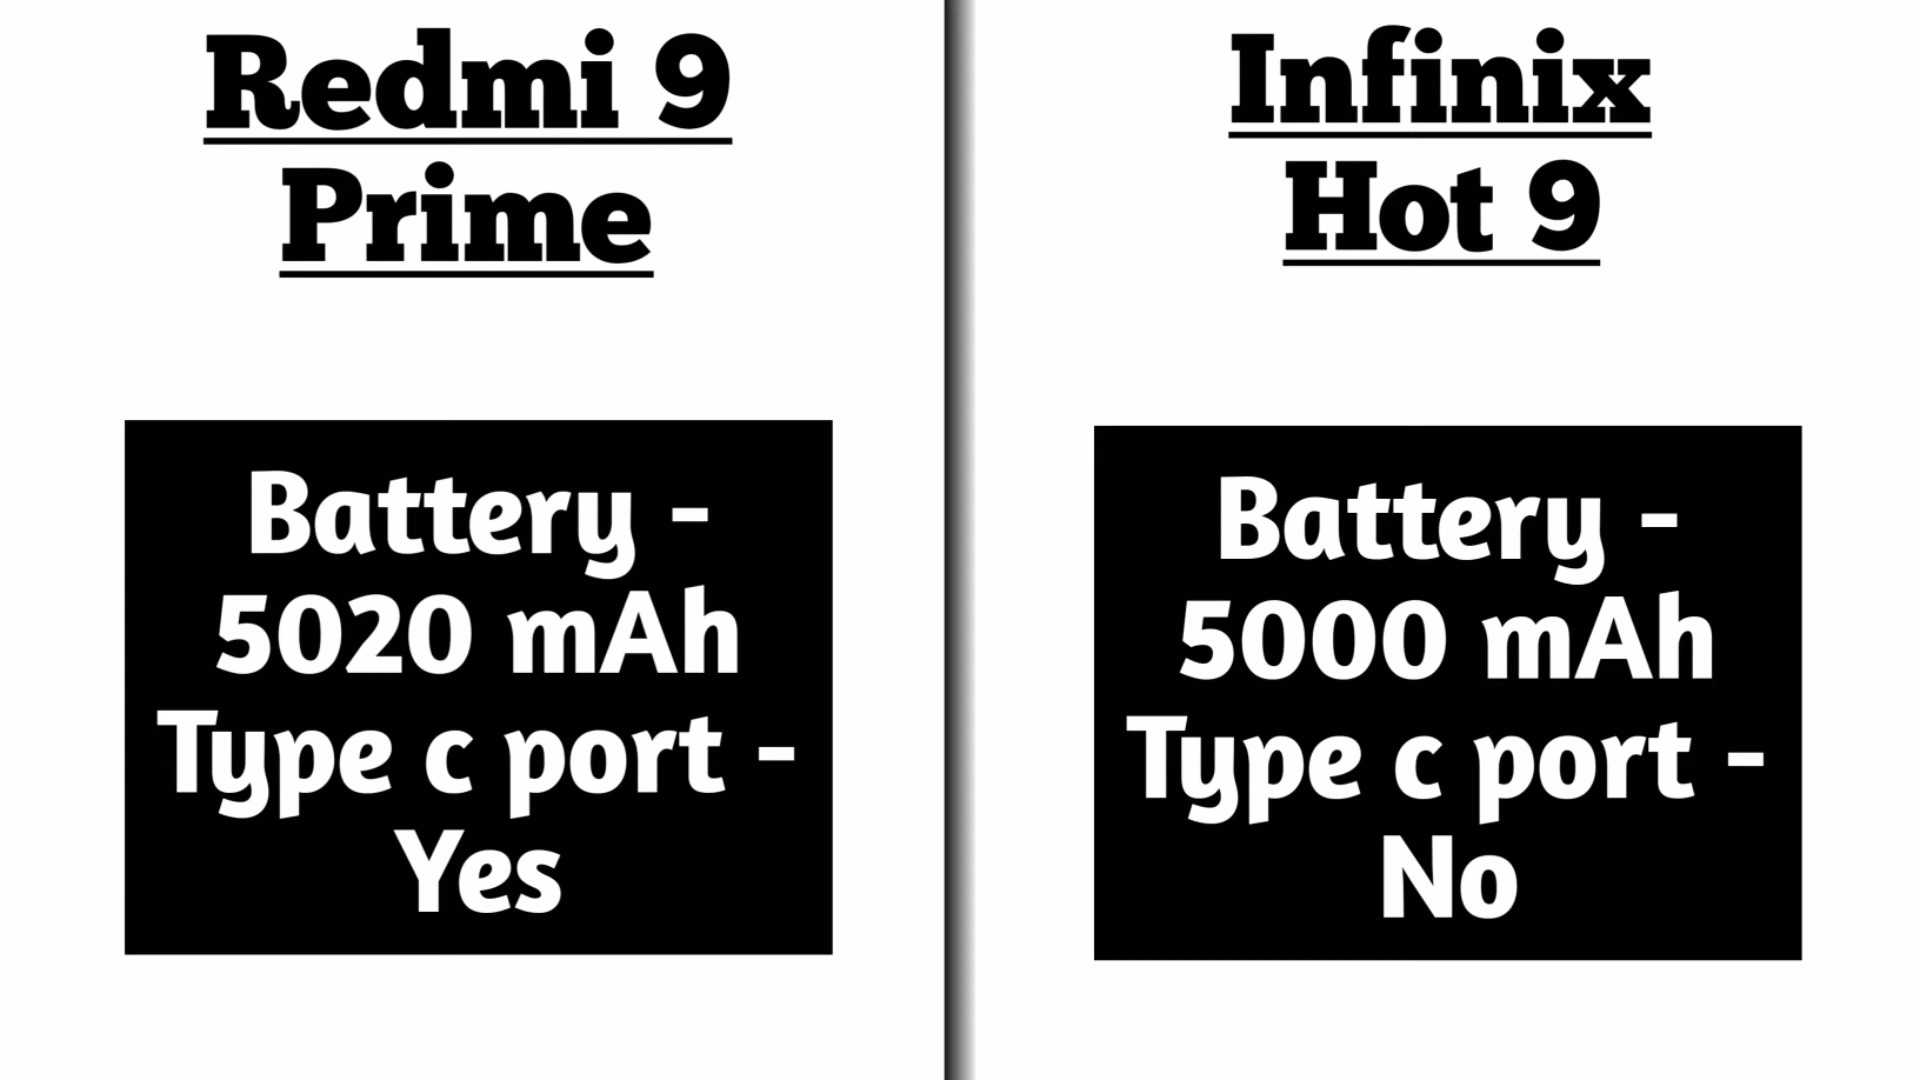 Redmi 9
Prime
Battery -
5020 mAh
Type c port -
Yes
Infinix
Hot 9
Battery -
5000 mAh
Type c port -
No